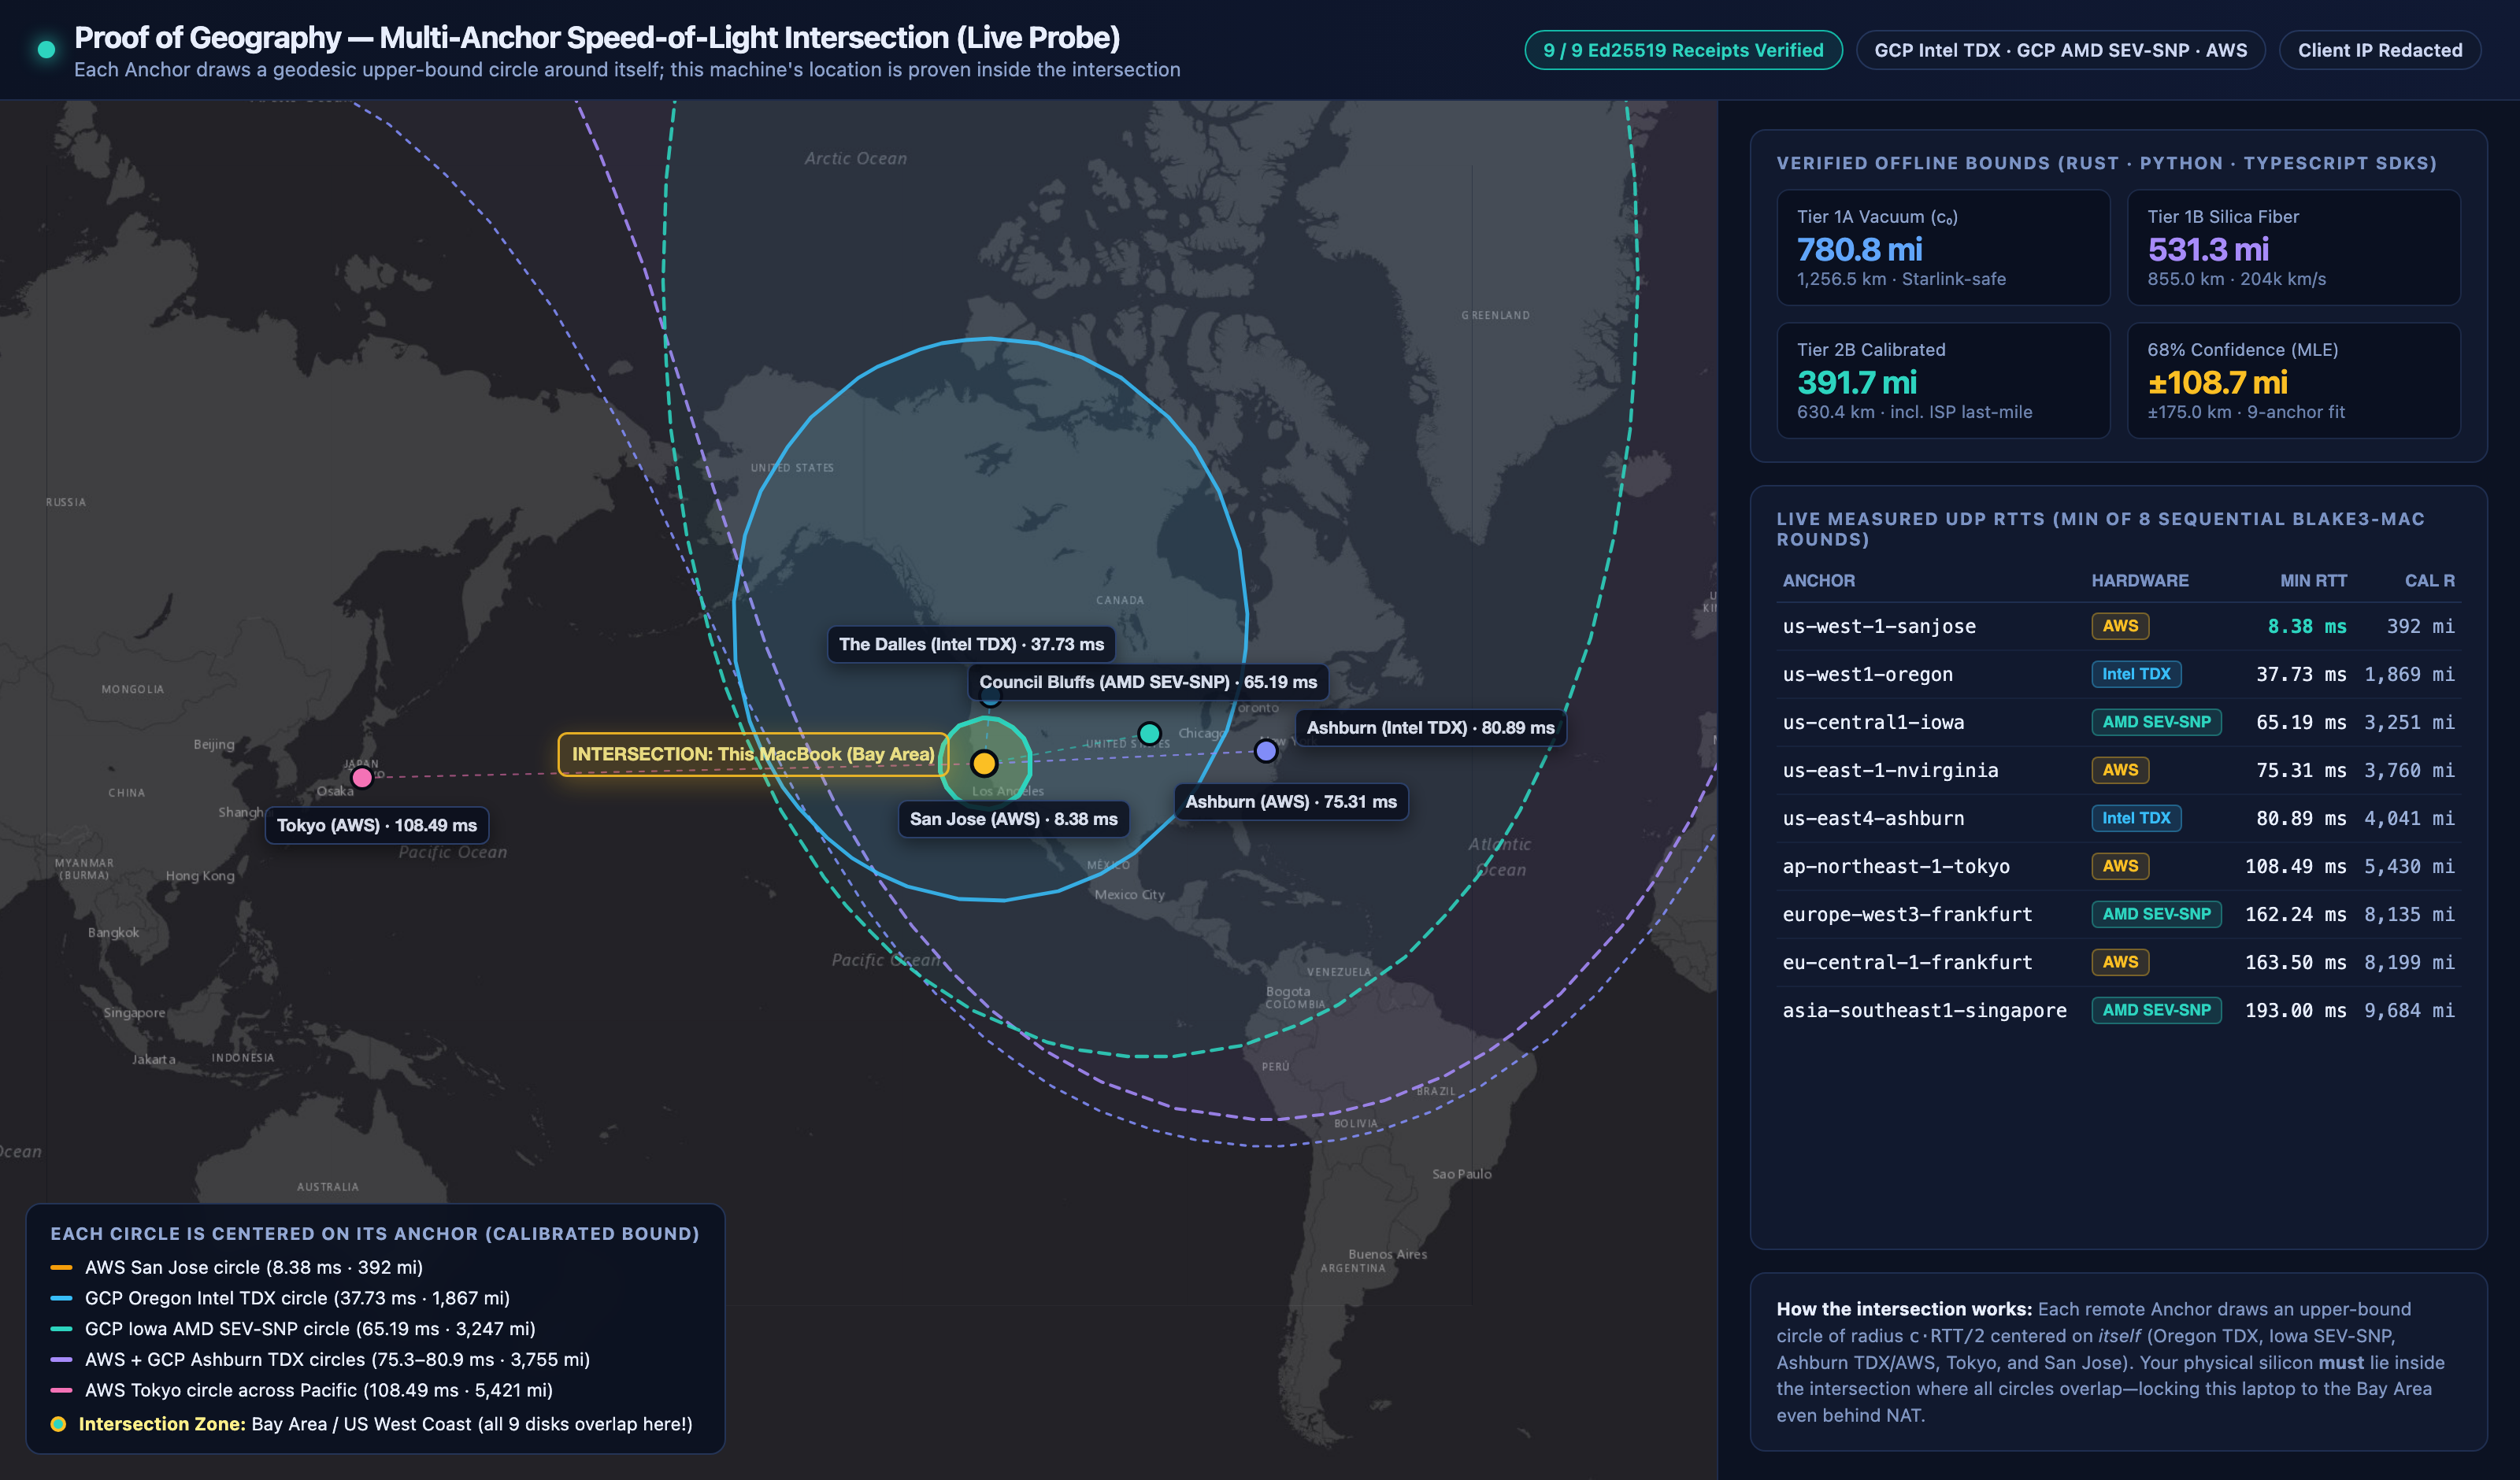 Proof of Geography — Multi-Anchor Speed-of-Light Intersection (Live Probe)
Each Anchor draws a geodesic upper-bound circle around itself; this machine's location is proven inside the intersection
9 / 9 Ed25519 Receipts Verified
GCP Intel TDX · GCP AMD SEV-SNP · AWS
Client IP Redacted
Arctic Ocean
GREENLAND
UNITED STATES
RUSSIA
CANADA
The Dalles (Intel TDX) · 37.73 ms
Council Bluffs (AMD SEV-SNP) · 65.19 ms
MONGOLIA
Toronto
Ashburn (Intel TDX) · 80.89 ms
Chicago
UNITED STATES
Beijing
INTERSECTION: This MacBook (Bay Area)
JAPAN
Osaka
CHINA
Los Angeles
Shanghai
Ashburn (AWS) · 75.31 ms
San Jose (AWS) · 8.38 ms
Tokyo (AWS) · 108.49 ms
Pacific Ocean
Atlantic
Ocean
MYANMAR
(BURMA)
MÉXICO
Hong Kong
Mexico City
Bangkok
Pacific Ocean
VENEZUELA
Bogota
COLOMBIA
Singapore
Jakarta
INDONESIA
PERÚ
BRAZIL
BOLIVIA
Ocean
Sao Paulo
AUSTRALIA
Buenos Aires
ARGENTINA
EACH CIRCLE IS CENTERED ON ITS ANCHOR (CALIBRATED BOUND)
AWS San Jose circle (8.38 ms · 392 mi)
GCP Oregon Intel TDX circle (37.73 ms · 1,867 mi)
GCP Iowa AMD SEV-SNP circle (65.19 ms · 3,247 mi)
AWS + GCP Ashburn TDX circles (75.3–80.9 ms · 3,755 mi)
AWS Tokyo circle across Pacific (108.49 ms · 5,421 mi)
Intersection Zone: Bay Area / US West Coast (all 9 disks overlap here!)
VERIFIED OFFLINE BOUNDS (RUST · PYTHON · TYPESCRIPT SDKS)
Tier 1A Vacuum (c₀)
780.8 mi
1,256.5 km · Starlink-safe
Tier 1B Silica Fiber
531.3 mi
855.0 km · 204k km/s
Tier 2B Calibrated
391.7 mi
630.4 km · incl. ISP last-mile
68% Confidence (MLE)
±108.7 mi
±175.0 km · 9-anchor fit
LIVE MEASURED UDP RTTS (MIN OF 8 SEQUENTIAL BLAKE3-MAC
ROUNDS)
ANCHOR HARDWARE MIN RTT CAL R
us-west-1-sanjose AWS 8.38 ms 392 mi
us-west1-oregon Intel TDX 37.73 ms 1,869 mi
us-central1-iowa AMD SEV-SNP 65.19 ms 3,251 mi
us-east-1-nvirginia AWS 75.31 ms 3,760 mi
us-east4-ashburn Intel TDX 80.89 ms 4,041 mi
ap-northeast-1-tokyo AWS 108.49 ms 5,430 mi
europe-west3-frankfurt AMD SEV-SNP 162.24 ms 8,135 mi
eu-central-1-frankfurt AWS 163.50 ms 8,199 mi
asia-southeast1-singapore AMD SEV-SNP 193.00 ms 9,684 mi
How the intersection works: Each remote Anchor draws an upper-bound
circle of radius c·RTT/2 centered on itself (Oregon TDX, Iowa SEV-SNP,
Ashburn TDX/AWS, Tokyo, and San Jose). Your physical silicon must lie inside
the intersection where all circles overlap—locking this laptop to the Bay Area
even behind NAT.